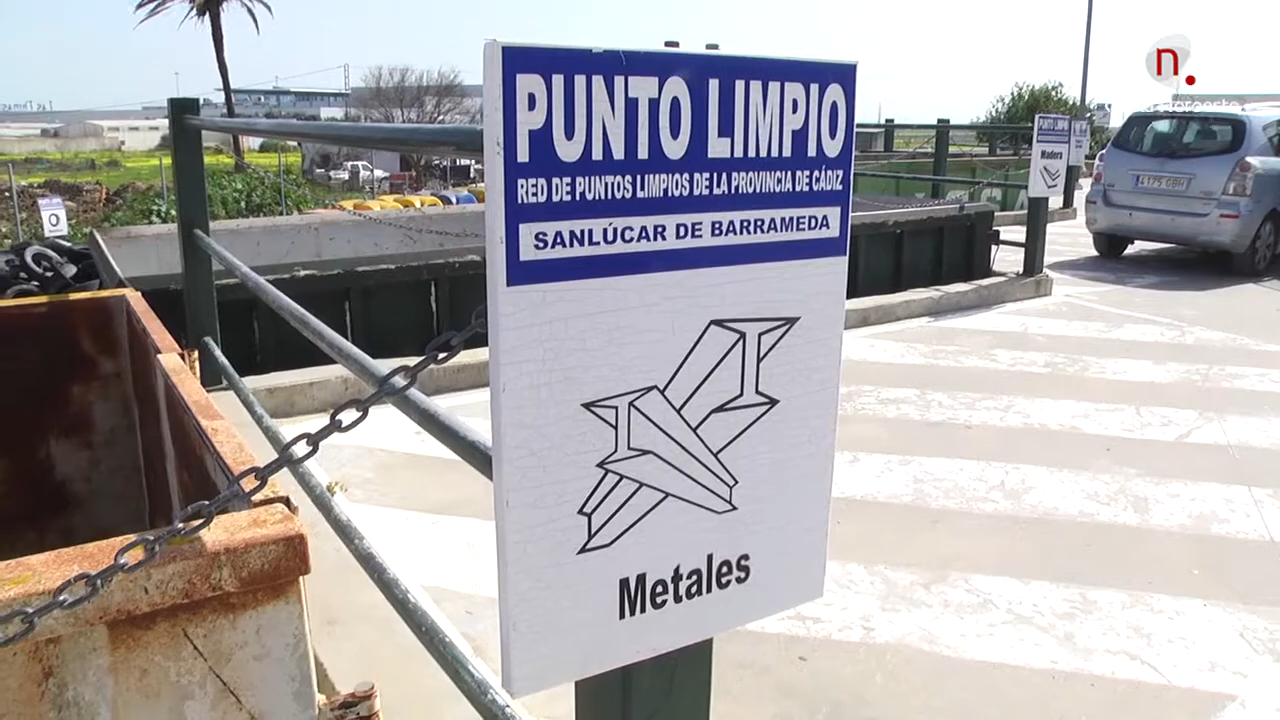 PUNTO LIMPIO
RED DE PUNTOS LIMPIOS DE LA PROVINCIA DE CÁDIZ
SANLÚCAR DE BARRAMEDA
Metales
PUNTO LIMPIO
Madera
4175 GBH
n.